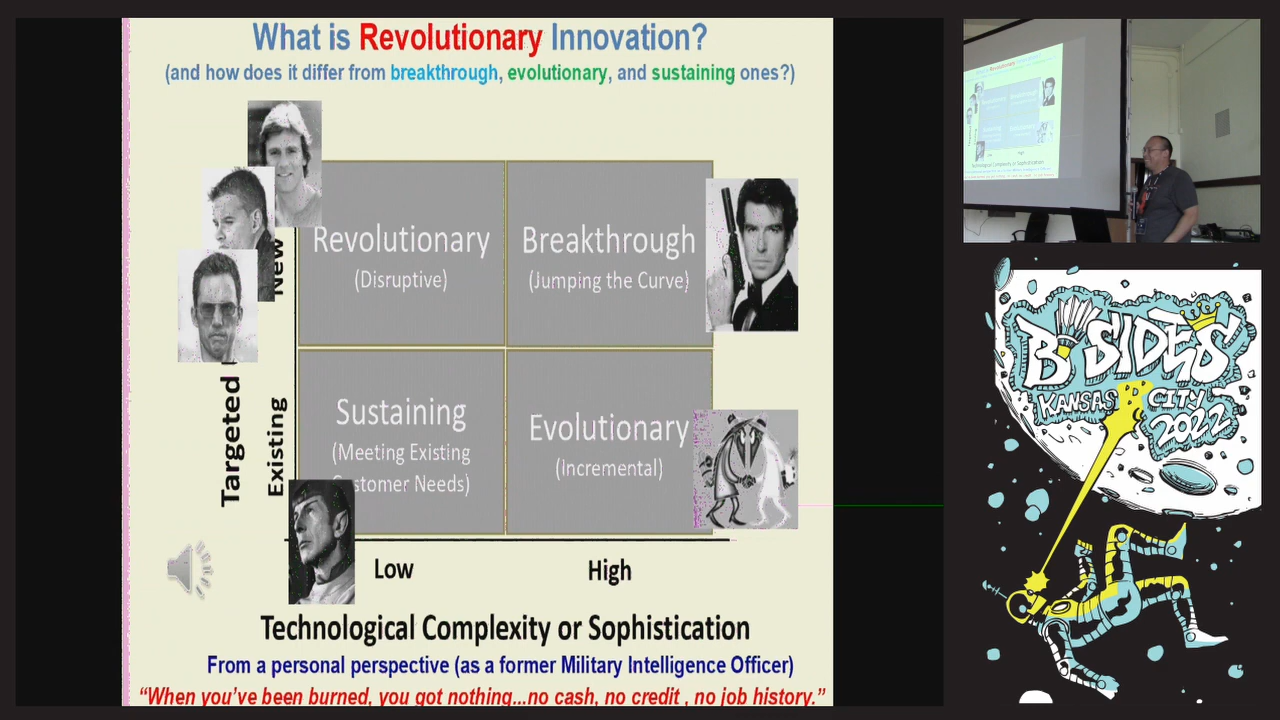 What is Revolutionary Innovation?
(and how does it differ from breakthrough, evolutionary, and sustaining ones?)
Revolutionary
(Disruptive)
Breakthrough
(Jumping the Curve)
New
Sustaining
(Meeting Existing
Customer Needs)
Evolutionary
(Incremental)
Targeted
Existing
Low
High
Technological Complexity or Sophistication
From a personal perspective (as a former Military Intelligence Officer)
“When you’ve been burned, you got nothing...no cash, no credit , no job history.”
BSIDES
KANSAS CITY
2022